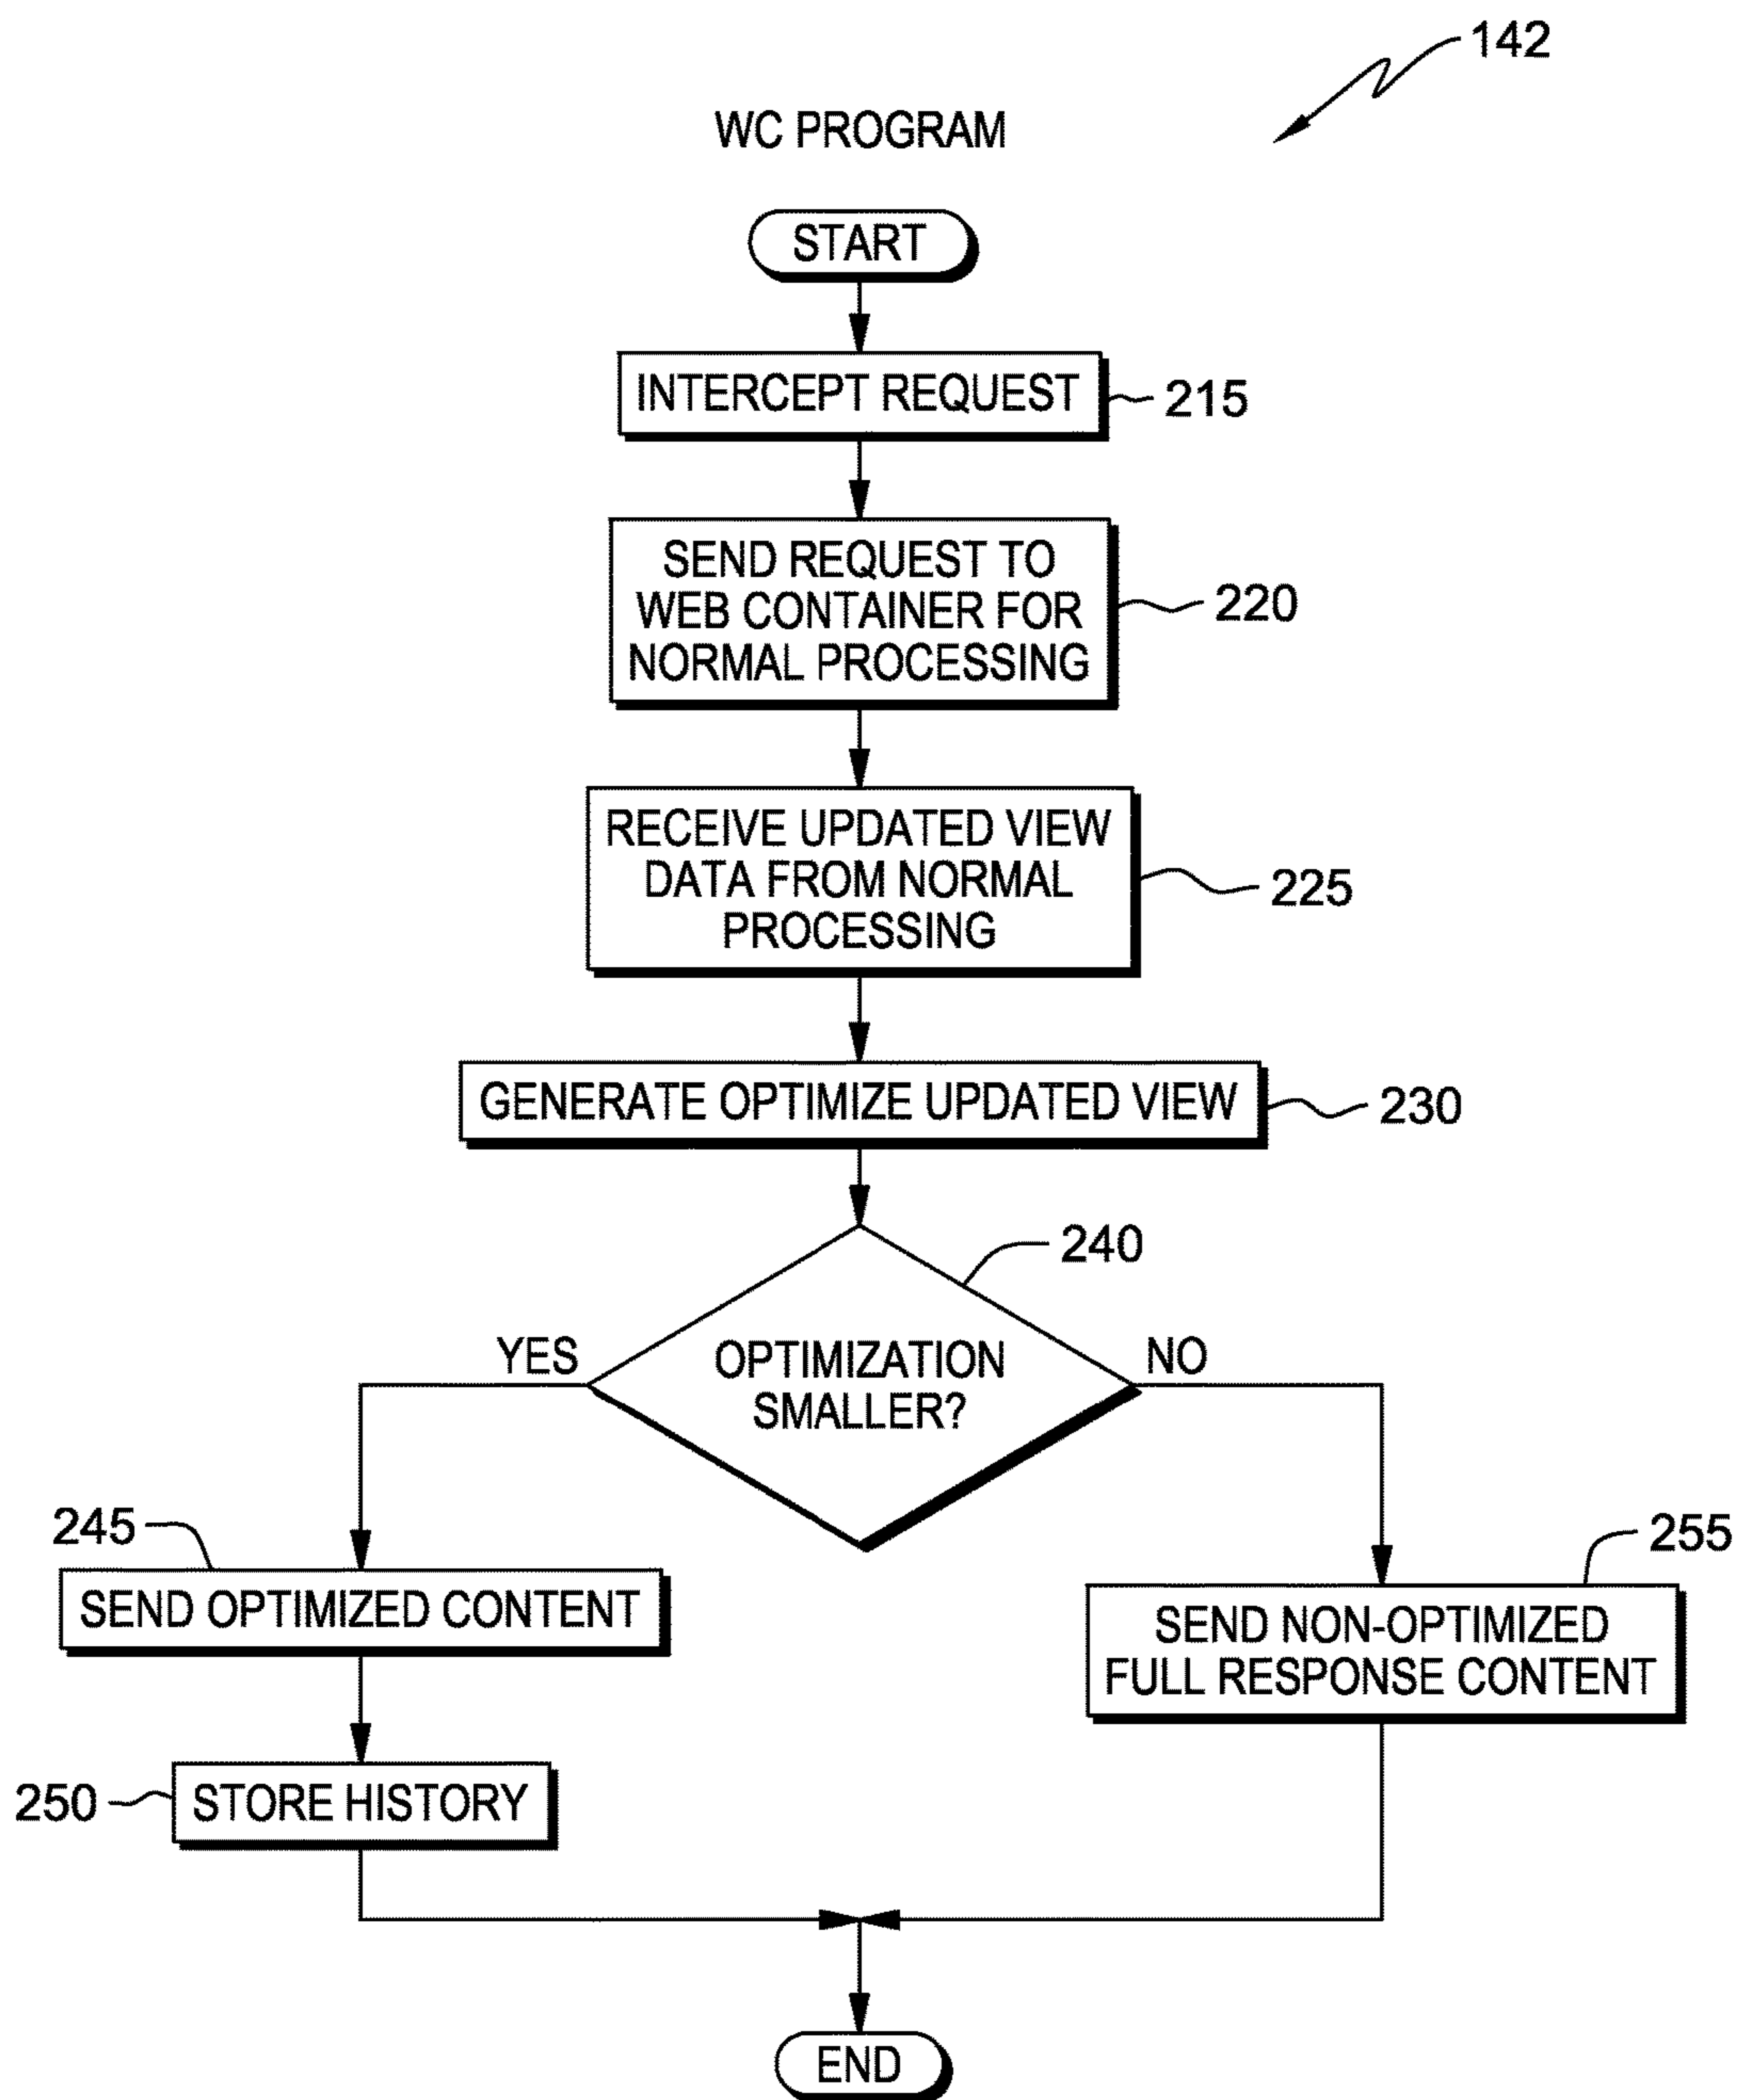 142
WC PROGRAM
START
INTERCEPT REQUEST
215
SEND REQUEST TO
WEB CONTAINER FOR
NORMAL PROCESSING
220
RECEIVE UPDATED VIEW
DATA FROM NORMAL
PROCESSING
225
GENERATE OPTIMIZE UPDATED VIEW
230
240
YES
OPTIMIZATION
SMALLER?
NO
245
SEND OPTIMIZED CONTENT
255
SEND NON-OPTIMIZED
FULL RESPONSE CONTENT
250
STORE HISTORY
END